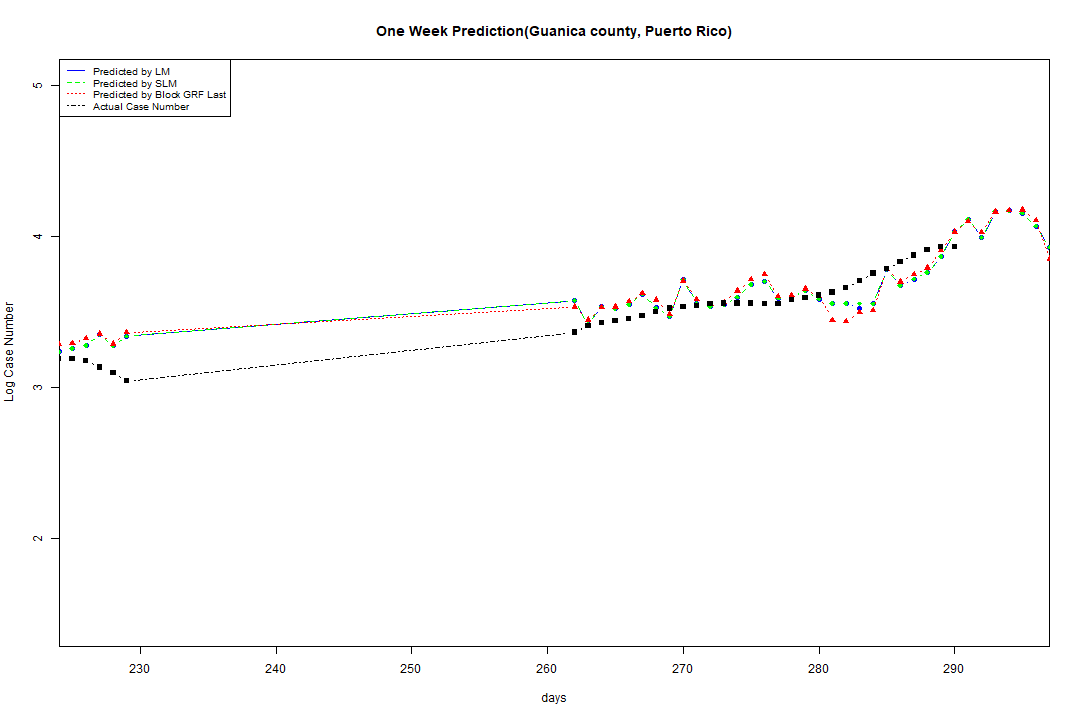 One Week Prediction(Guanica county, Puerto Rico)
Predicted by LM
Predicted by SLM
Predicted by Block GRF Last
Actual Case Number
5
4
3
2
Log Case Number
230 240 250 260 270 280 290
days